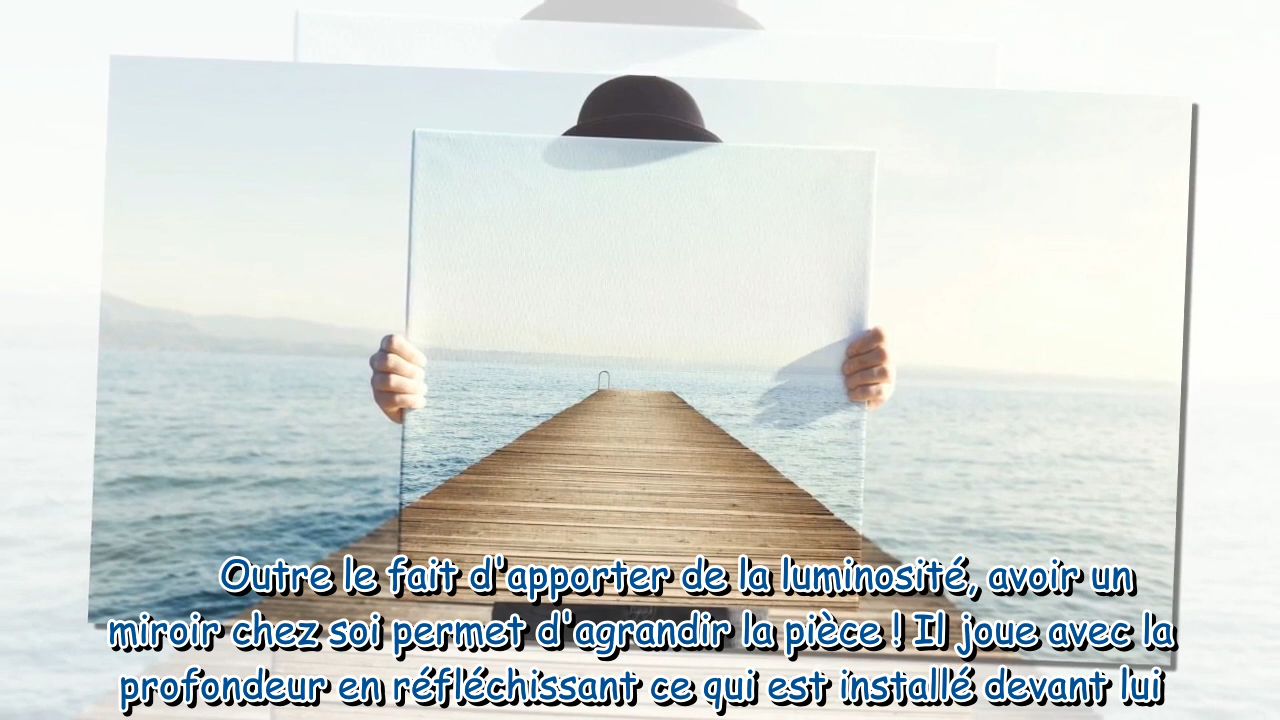 Outre le fait d'apporter de la luminosité, avoir un
miroir chez soi permet d'agrandir la pièce ! Il joue avec la
profondeur en réfléchissant ce qui est installé devant lui